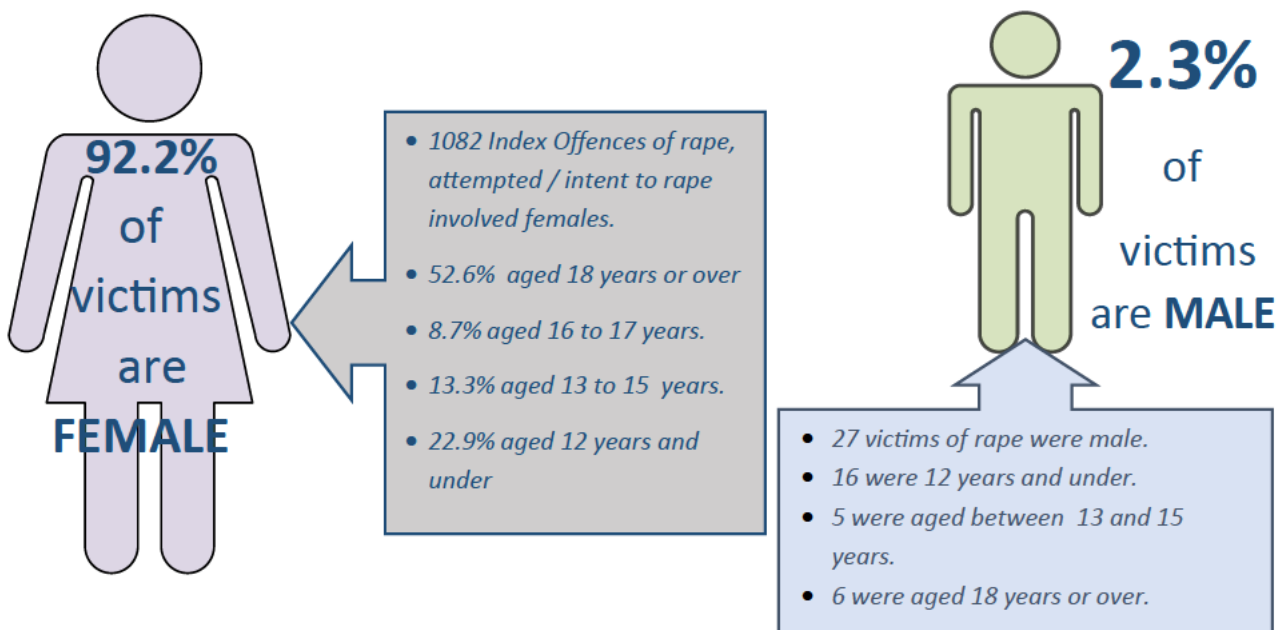 92.2%
of
victims
are
FEMALE
• 1082 Index Offences of rape,
attempted / intent to rape
involved females.
• 52.6%  aged 18 years or over
• 8.7% aged 16 to 17 years.
• 13.3% aged 13 to 15  years.
• 22.9% aged 12 years and
under
2.3%
of
victims
are MALE
• 27 victims of rape were male.
• 16 were 12 years and under.
• 5 were aged between  13 and 15
years.
• 6 were aged 18 years or over.